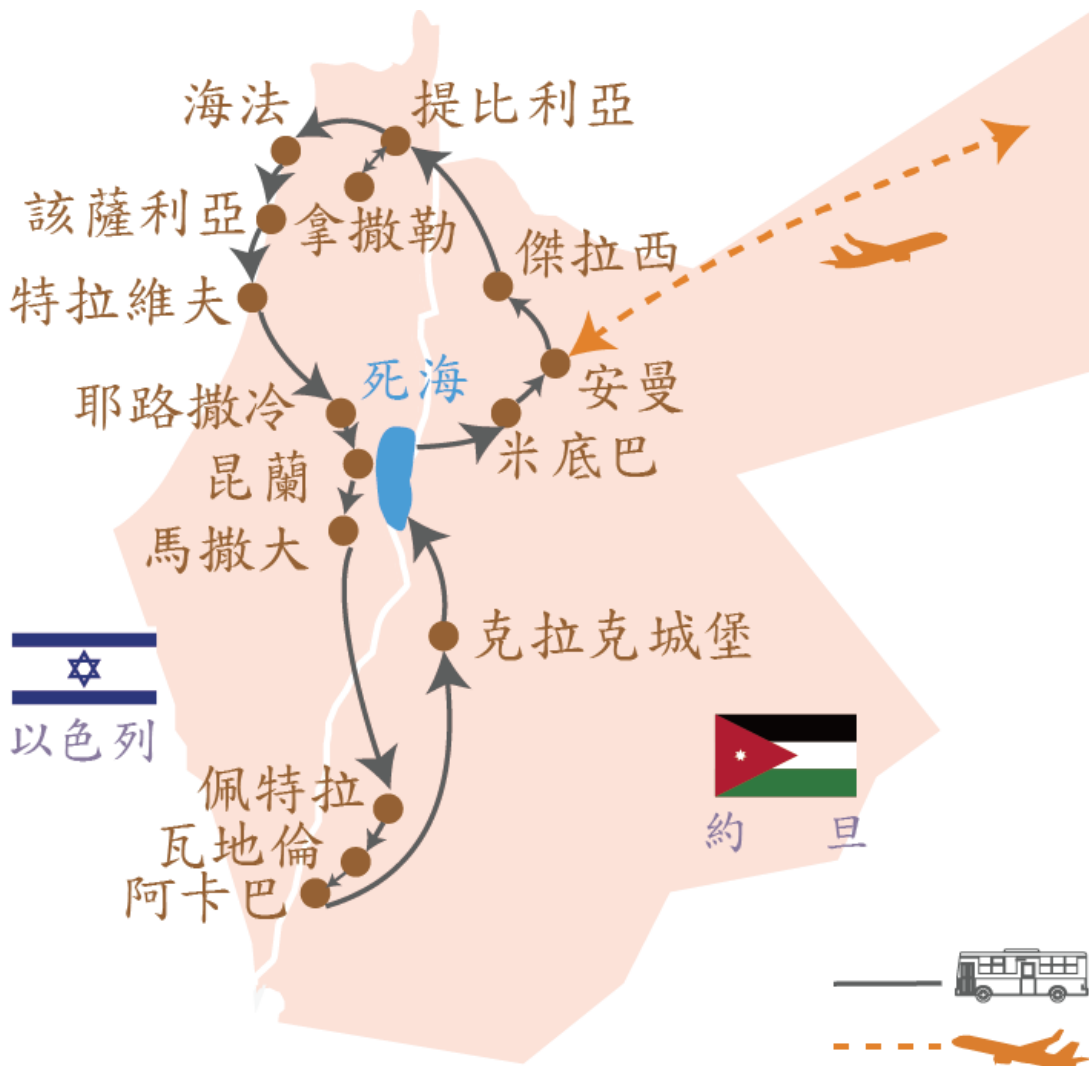 海法
提比利亞
該薩利亞
拿撒勒
傑拉西
特拉維夫
死海
安曼
耶路撒冷
米底巴
昆蘭
馬撒大
克拉克城堡
以色列
佩特拉
約旦
瓦地倫
阿卡巴